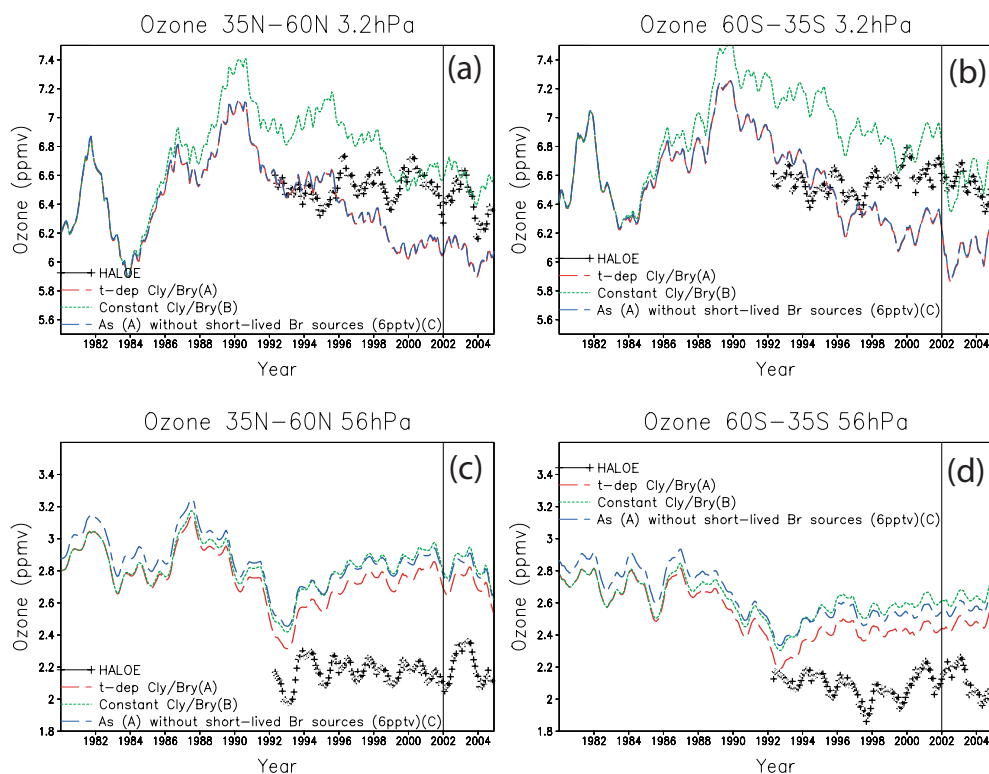 Ozone 35N−60N 3.2hPa
(a)
Ozone (ppmv)
7.4
7.2
7
6.8
6.6
6.4
6.2
6
5.8
5.6
HALOE
t−dep Cly/Bry(A)
Constant Cly/Bry(B)
As (A) without short−lived Br sources (6pptv)(C)
1982 1984 1986 1988 1990 1992 1994 1996 1998 2000 2002 2004
Year
Ozone 60S−35S 3.2hPa
(b)
Ozone (ppmv)
7.4
7.2
7
6.8
6.6
6.4
6.2
6
5.8
5.6
HALOE
t−dep Cly/Bry(A)
Constant Cly/Bry(B)
As (A) without short−lived Br sources (6pptv)(C)
1982 1984 1986 1988 1990 1992 1994 1996 1998 2000 2002 2004
Year
Ozone 35N−60N 56hPa
(c)
Ozone (ppmv)
3.4
3.2
3
2.8
2.6
2.4
2.2
2
1.8
HALOE
t−dep Cly/Bry(A)
Constant Cly/Bry(B)
As (A) without short−lived Br sources (6pptv)(C)
1982 1984 1986 1988 1990 1992 1994 1996 1998 2000 2002 2004
Year
Ozone 60S−35S 56hPa
(d)
Ozone (ppmv)
3.4
3.2
3
2.8
2.6
2.4
2.2
2
1.8
HALOE
t−dep Cly/Bry(A)
Constant Cly/Bry(B)
As (A) without short−lived Br sources (6pptv)(C)
1982 1984 1986 1988 1990 1992 1994 1996 1998 2000 2002 2004
Year